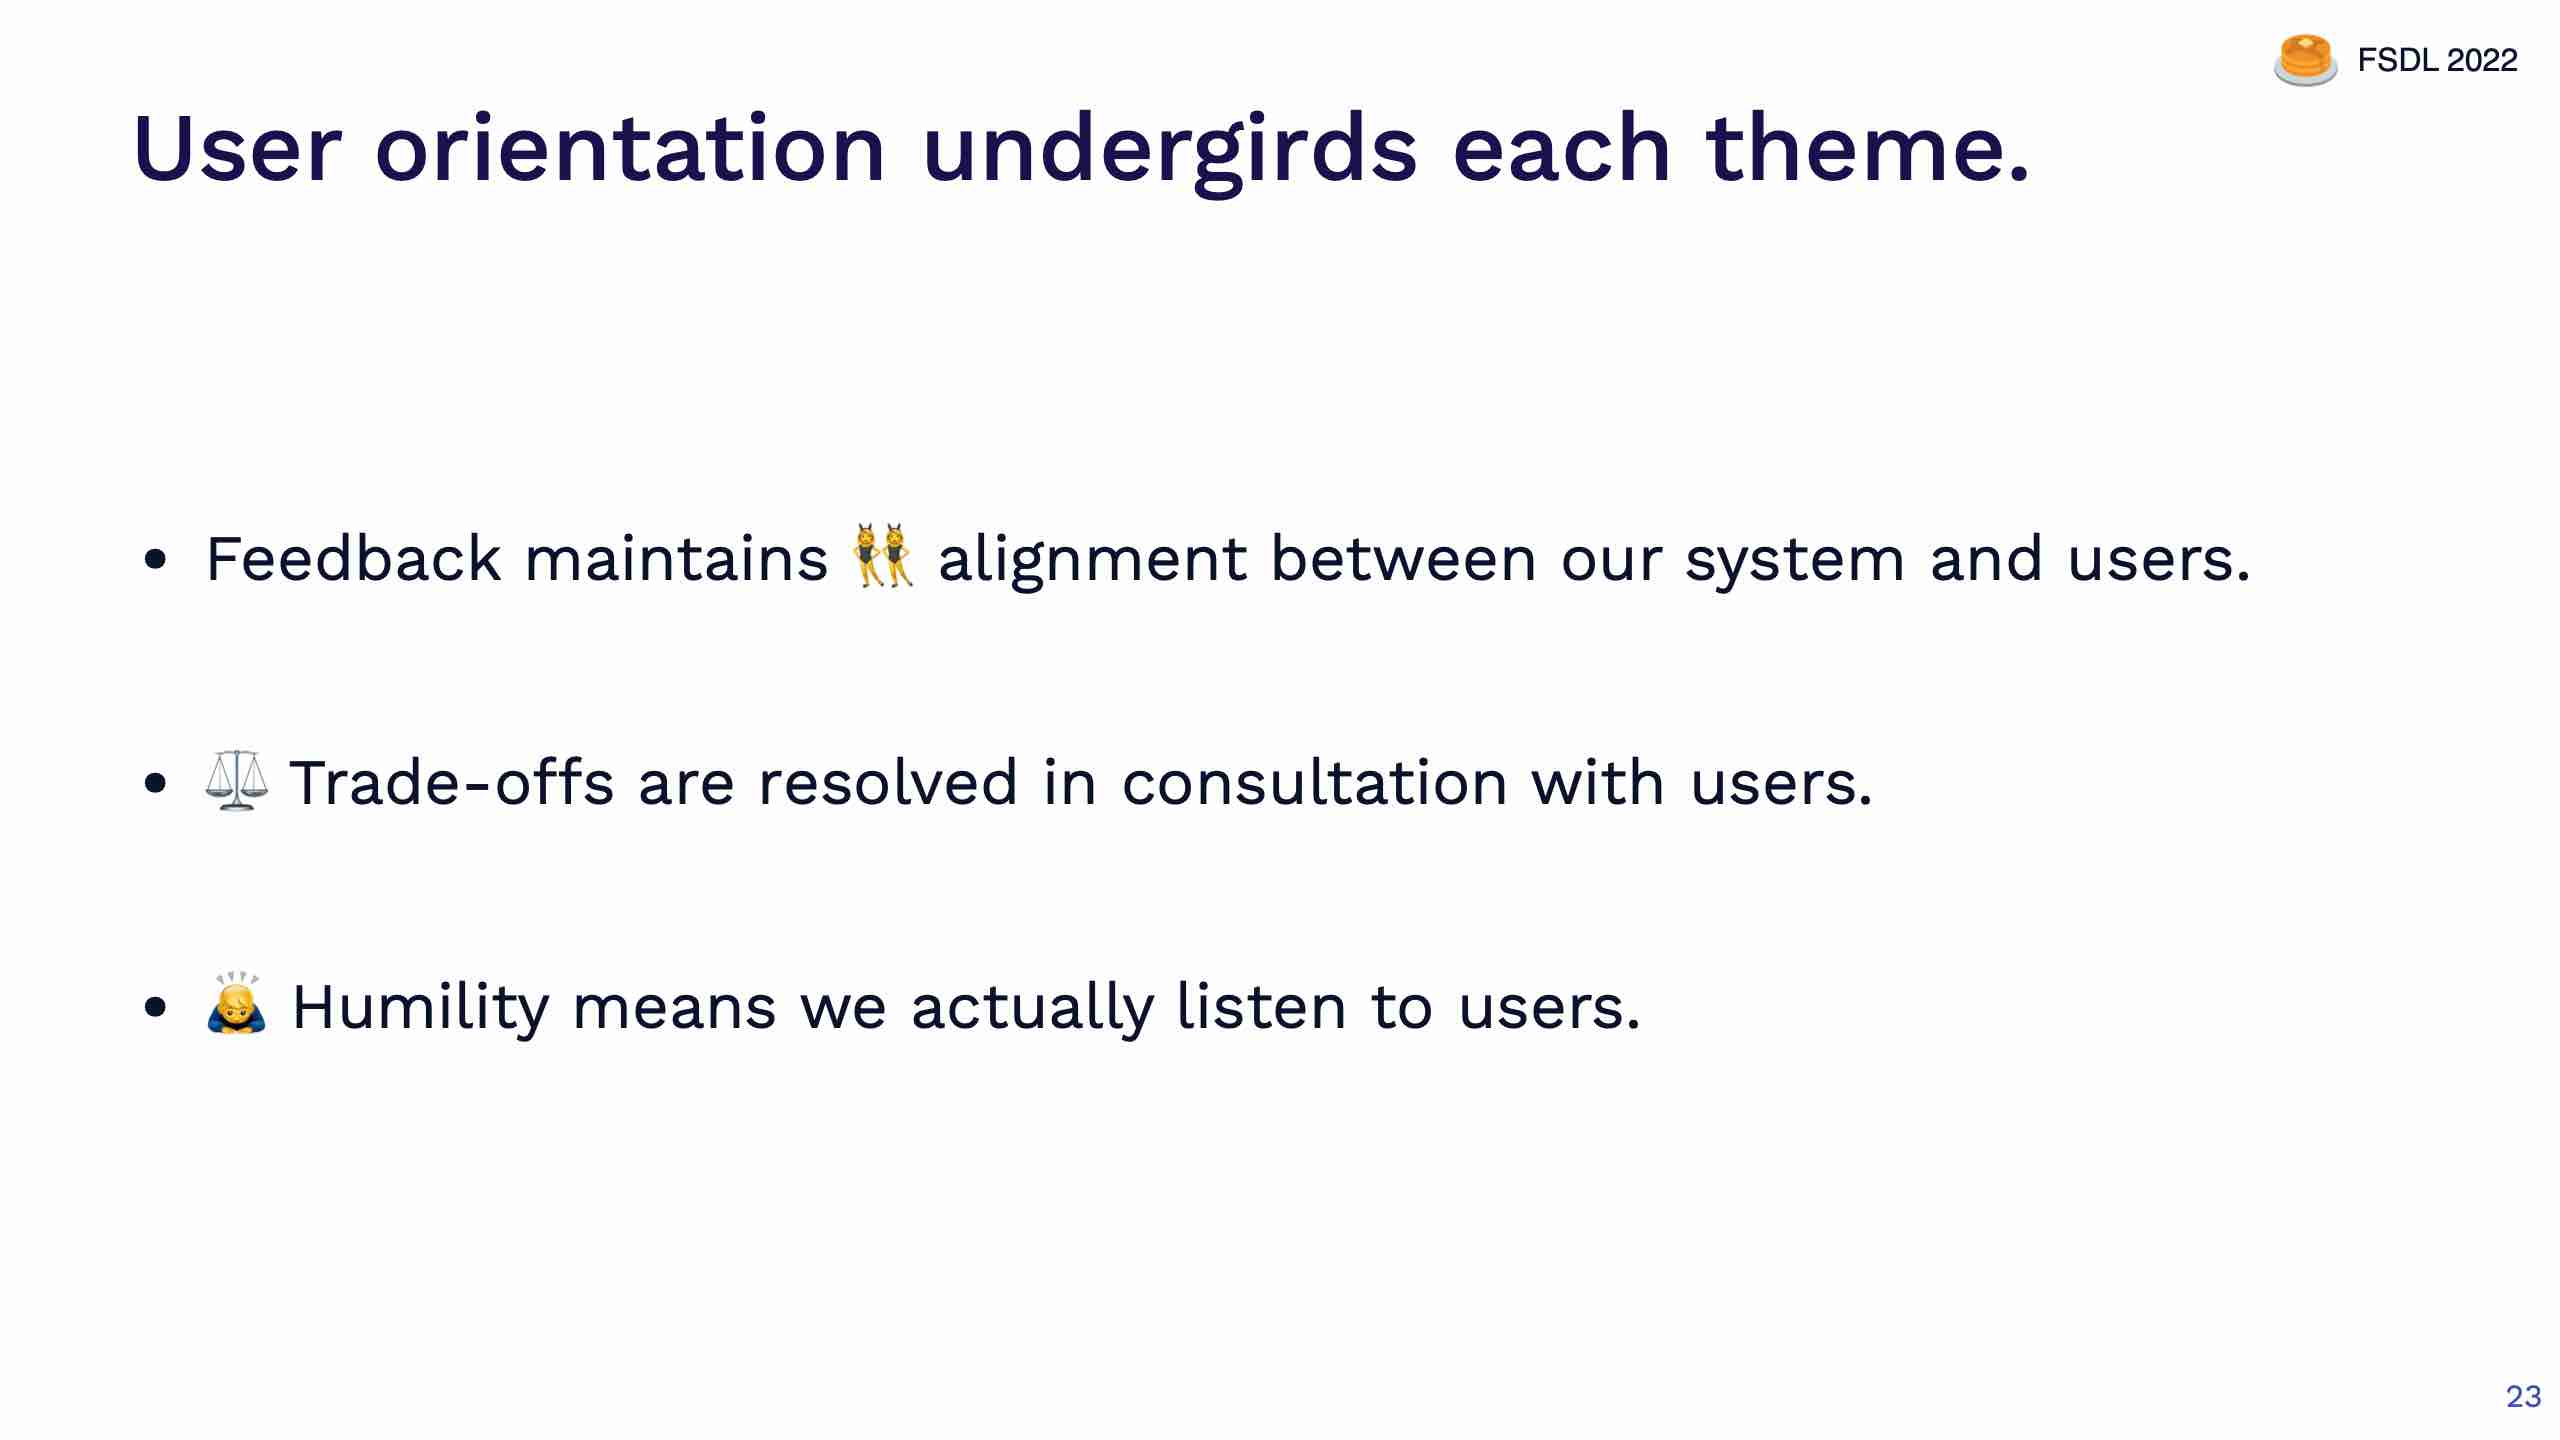 🥞 FSDL 2022
User orientation undergirds each theme.
• Feedback maintains 👯 alignment between our system and users.
• ⚖️ Trade-offs are resolved in consultation with users.
• 🙇 Humility means we actually listen to users.
23